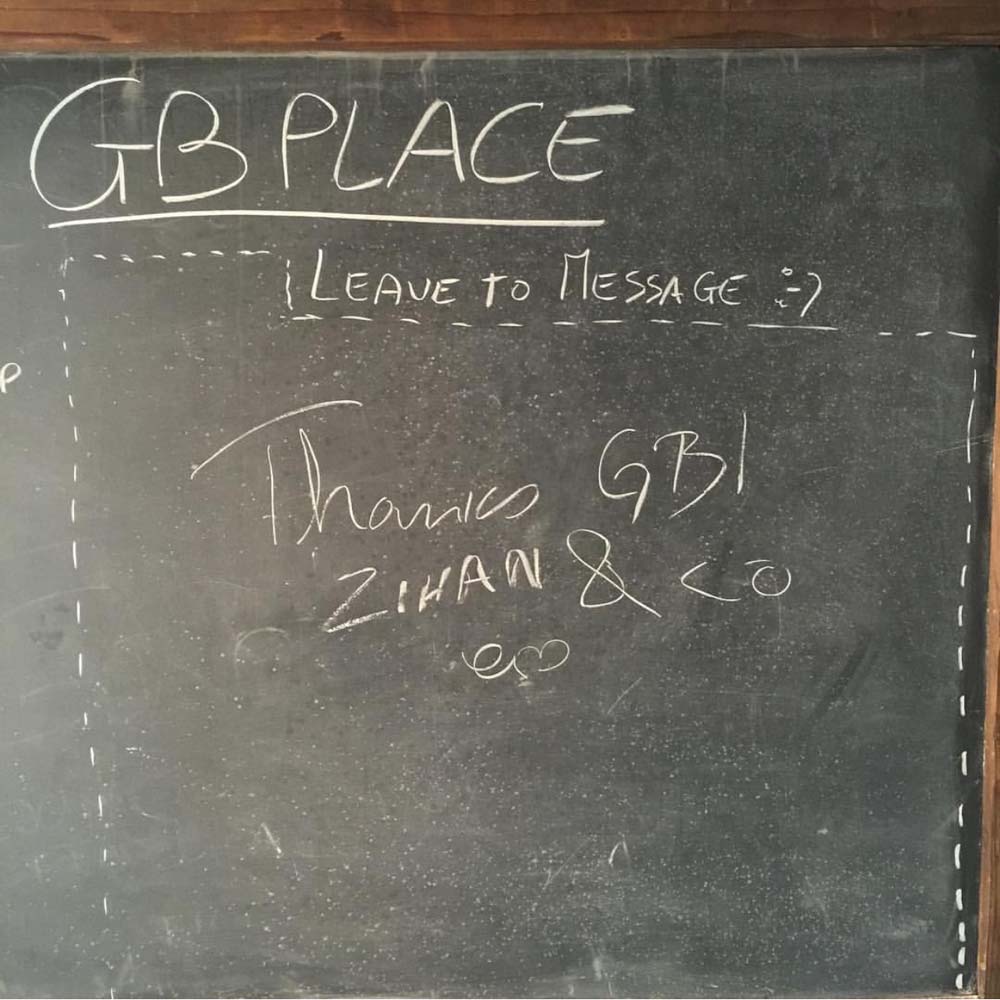 GB PLACE
LEAVE TO MESSAGE :-)
P
Thanks GB!
ZIHAN & CO